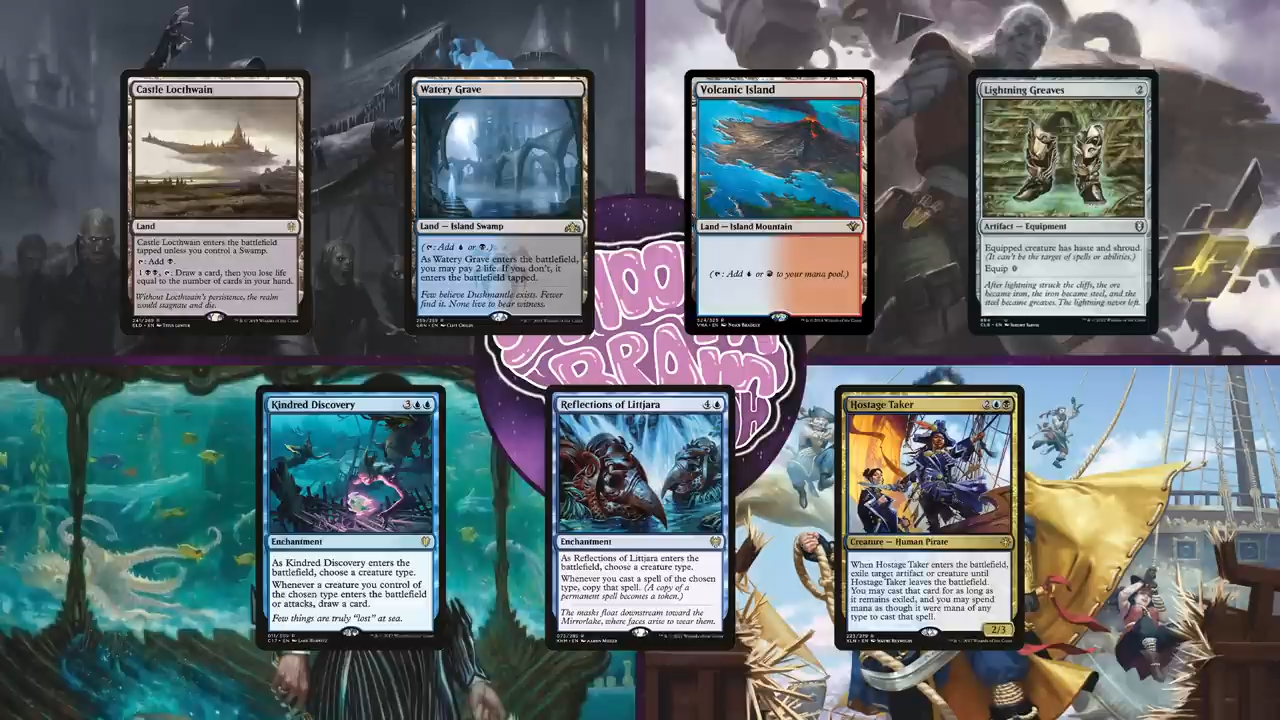 Castle Locthwain
Land
Castle Locthwain enters the battlefield
tapped unless you control a Swamp.
: Add .
1 , : Draw a card, then you lose life
equal to the number of cards in your hand.
Without Locthwain's persistence, the realm
would stagnate and die.
Watery Grave
Land — Island Swamp
( : Add or .)
As Watery Grave enters the battlefield,
you may pay 2 life. If you don't, it
enters the battlefield tapped.
Few believe Duskmantle exists. Fewer
find it. None live to bear witness.
Volcanic Island
Land — Island Mountain
( : Add or to your mana pool.)
Lightning Greaves 2
Artifact — Equipment
Equipped creature has haste and shroud.
(It can't be the target of spells or abilities.)
Equip 0
After lightning struck the cliffs, the ore
became iron, the iron became steel, and the
steel became greaves. The lightning never left.
Kindred Discovery 3
Enchantment
As Kindred Discovery enters the
battlefield, choose a creature type.
Whenever a creature you control of
the chosen type enters the battlefield
or attacks, draw a card.
Few things are truly "lost" at sea.
Reflections of Littjara 4
Enchantment
As Reflections of Littjara enters the
battlefield, choose a creature type.
Whenever you cast a spell of the chosen
type, copy that spell. (A copy of a
permanent spell becomes a token.)
The masks float downstream toward the
Mirrorlake, where faces arise to wear them.
Hostage Taker 2
Creature — Human Pirate
When Hostage Taker enters the battlefield,
exile target artifact or creature until
Hostage Taker leaves the battlefield.
You may cast that card for as long as
it remains exiled, and you may spend
mana as though it were mana of any
type to cast that spell.
2/3